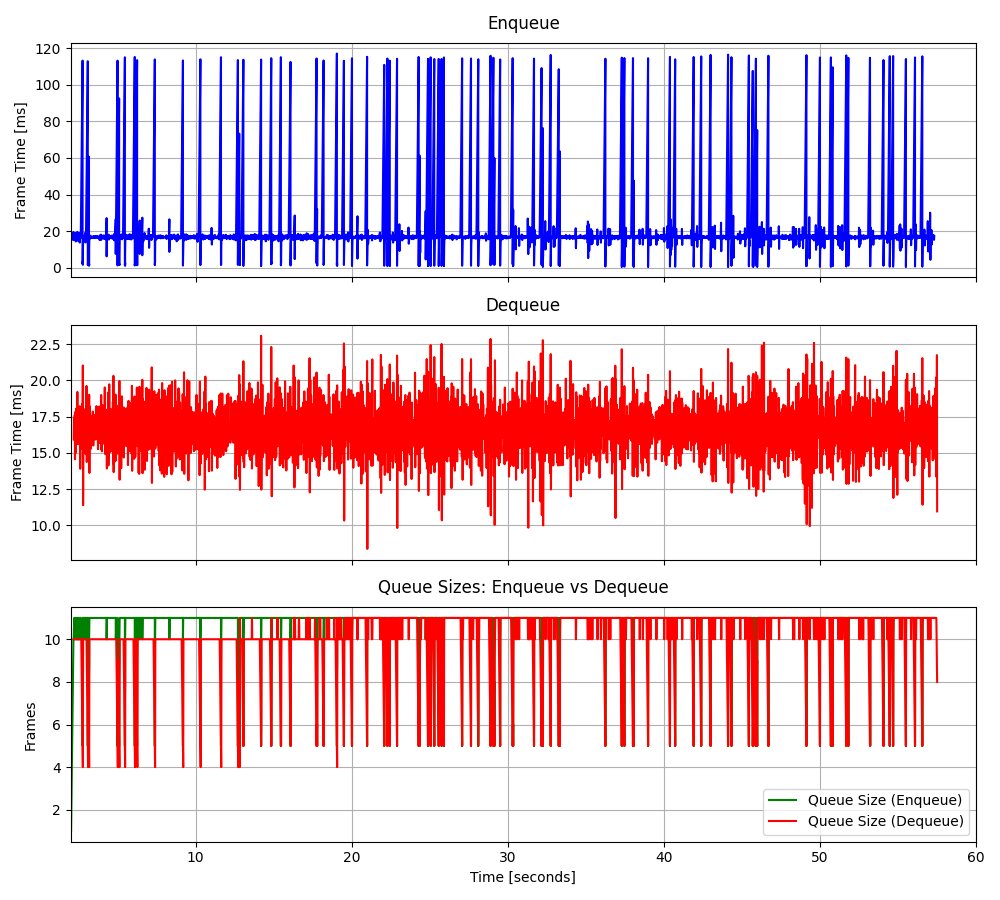 Enqueue
Frame Time [ms]
120
100
80
60
40
20
0
Dequeue
Frame Time [ms]
22.5
20.0
17.5
15.0
12.5
10.0
Queue Sizes: Enqueue vs Dequeue
Frames
10
8
6
4
2
Queue Size (Enqueue)
Queue Size (Dequeue)
10
20
30
40
50
60
Time [seconds]